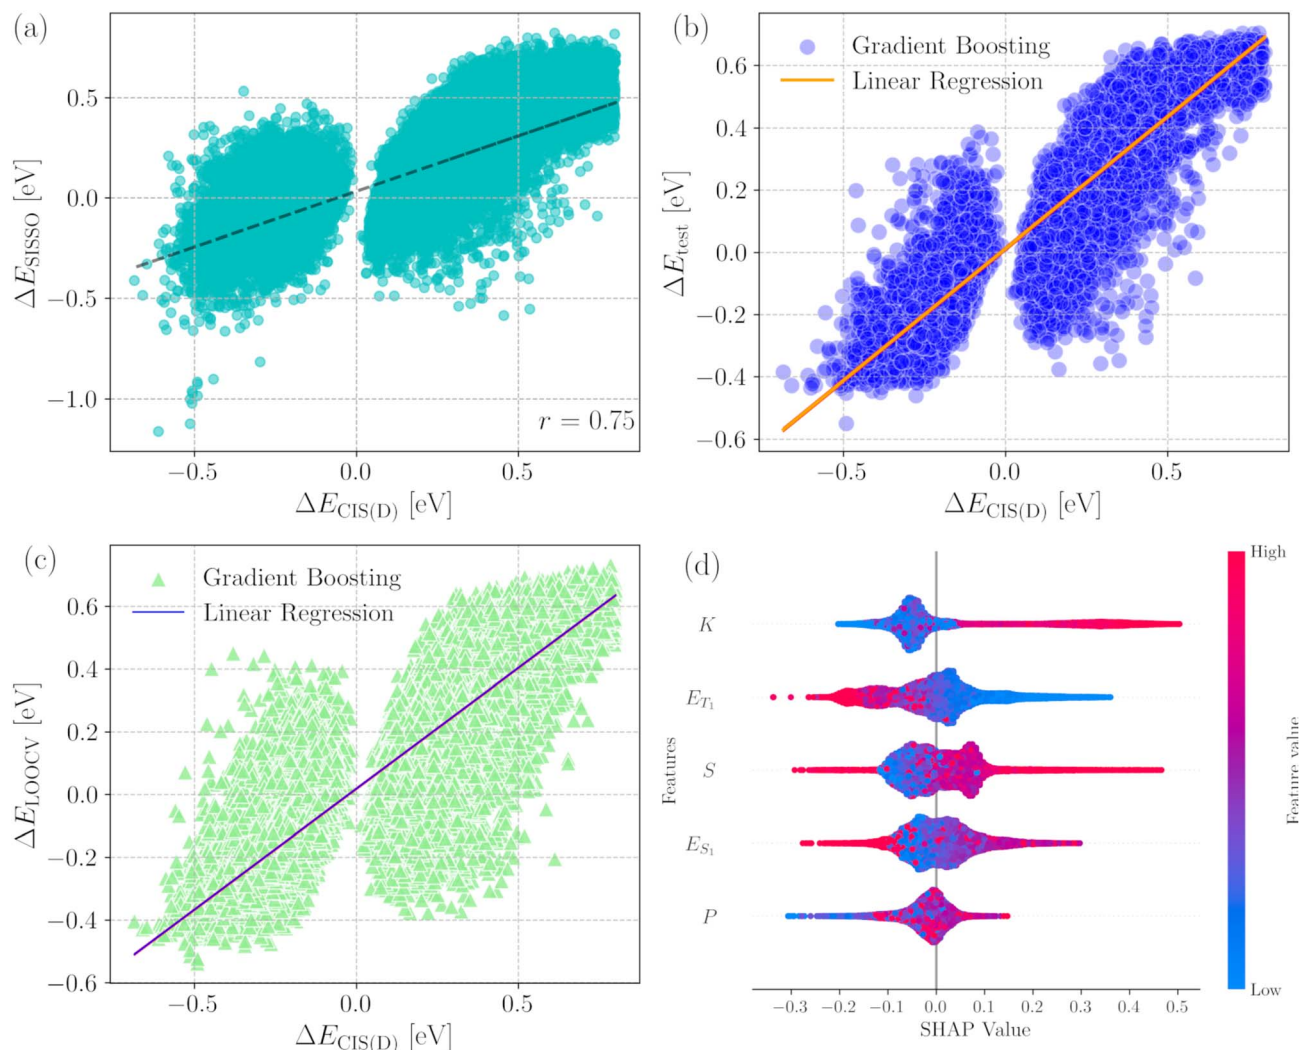 (a)
0.5
0.0
−0.5
−1.0
ΔE_SISSO [eV]
r = 0.75
−0.5 0.0 0.5
ΔE_CIS(D) [eV]
(b)
Gradient Boosting
Linear Regression
0.6
0.4
0.2
0.0
−0.2
−0.4
−0.6
ΔE_test [eV]
−0.5 0.0 0.5
ΔE_CIS(D) [eV]
(c)
Gradient Boosting
Linear Regression
0.6
0.4
0.2
0.0
−0.2
−0.4
−0.6
ΔE_LOOCV [eV]
−0.5 0.0 0.5
ΔE_CIS(D) [eV]
(d)
K
E_T₁
S
E_S₁
P
Features
−0.3 −0.2 −0.1 0.0 0.1 0.2 0.3 0.4 0.5
SHAP Value
High
Low
Feature value